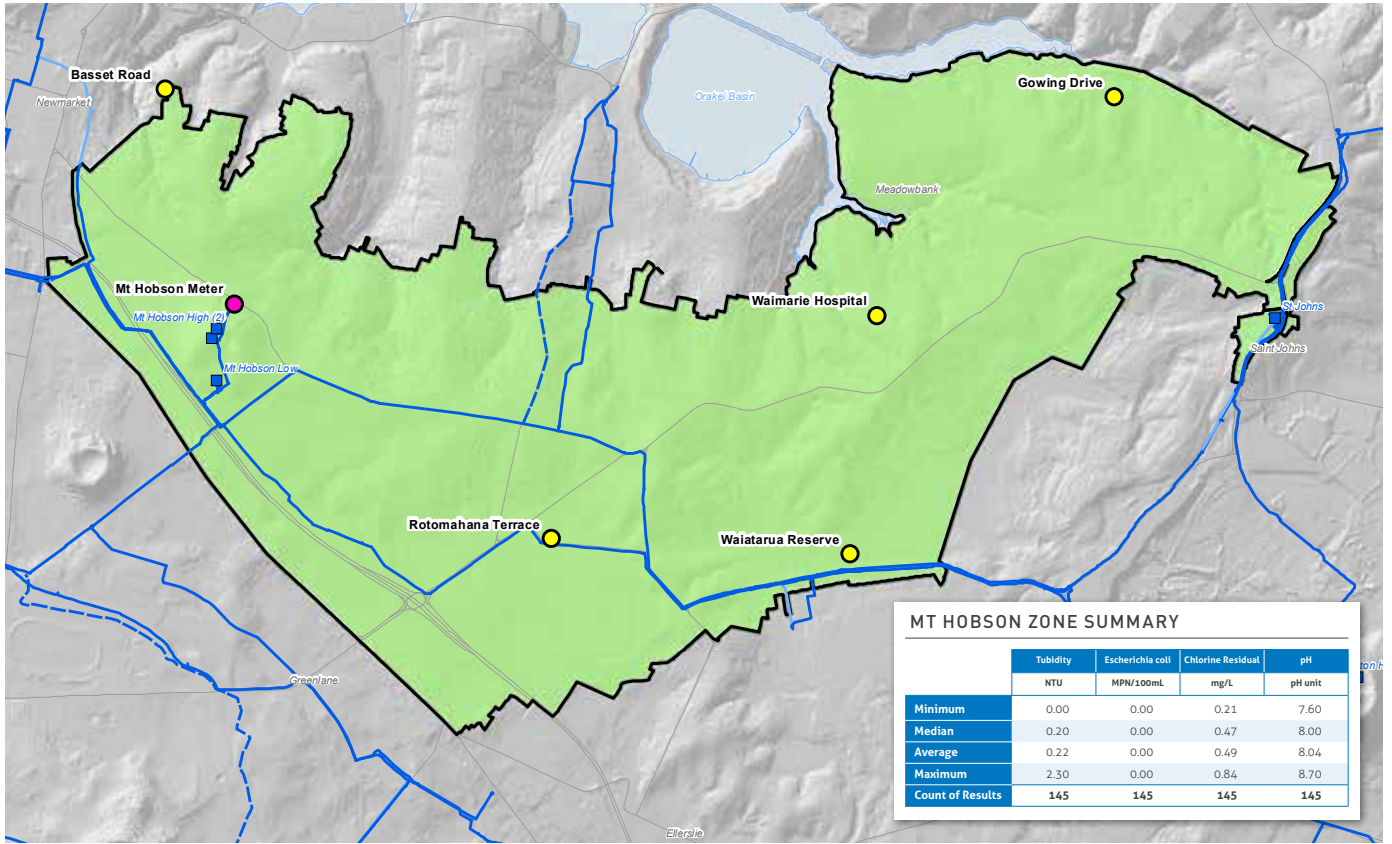 Basset Road
Newmarket
Orakei Basin
Gowing Drive
Meadowbank
Mt Hobson Meter
Mt Hobson High (2)
Waimarie Hospital
St Johns
Saint Johns
Mt Hobson Low
Rotomahana Terrace
Waiatarua Reserve
Greenlane
Ellerslie
MT HOBSON ZONE SUMMARY
Tubidity Escherichia coli Chlorine Residual pH
NTU MPN/100mL mg/L pH unit
Minimum 0.00 0.00 0.21 7.60
Median 0.20 0.00 0.47 8.00
Average 0.22 0.00 0.49 8.04
Maximum 2.30 0.00 0.84 8.70
Count of Results 145 145 145 145